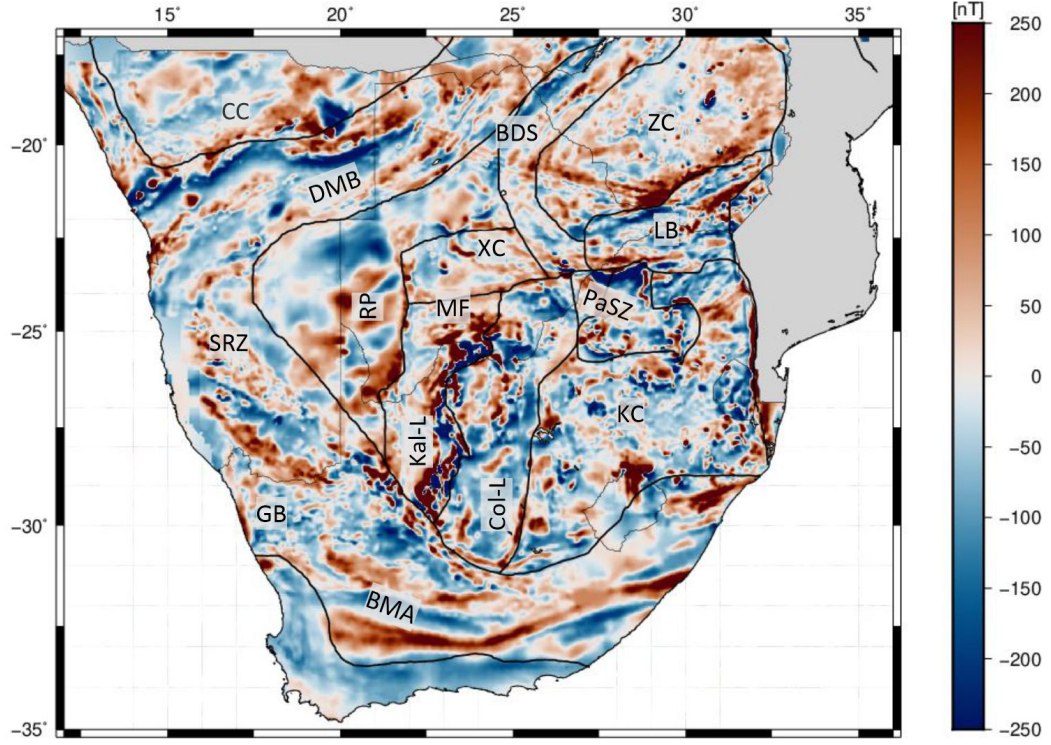 15° 20° 25° 30° 35°
[nT]
250
200
150
100
50
0
−50
−100
−150
−200
−250
−20°
−25°
−30°
−35°
CC
BDS
ZC
DMB
LB
XC
PaSZ
RP
MF
SRZ
KC
Kal-L
Col-L
GB
BMA